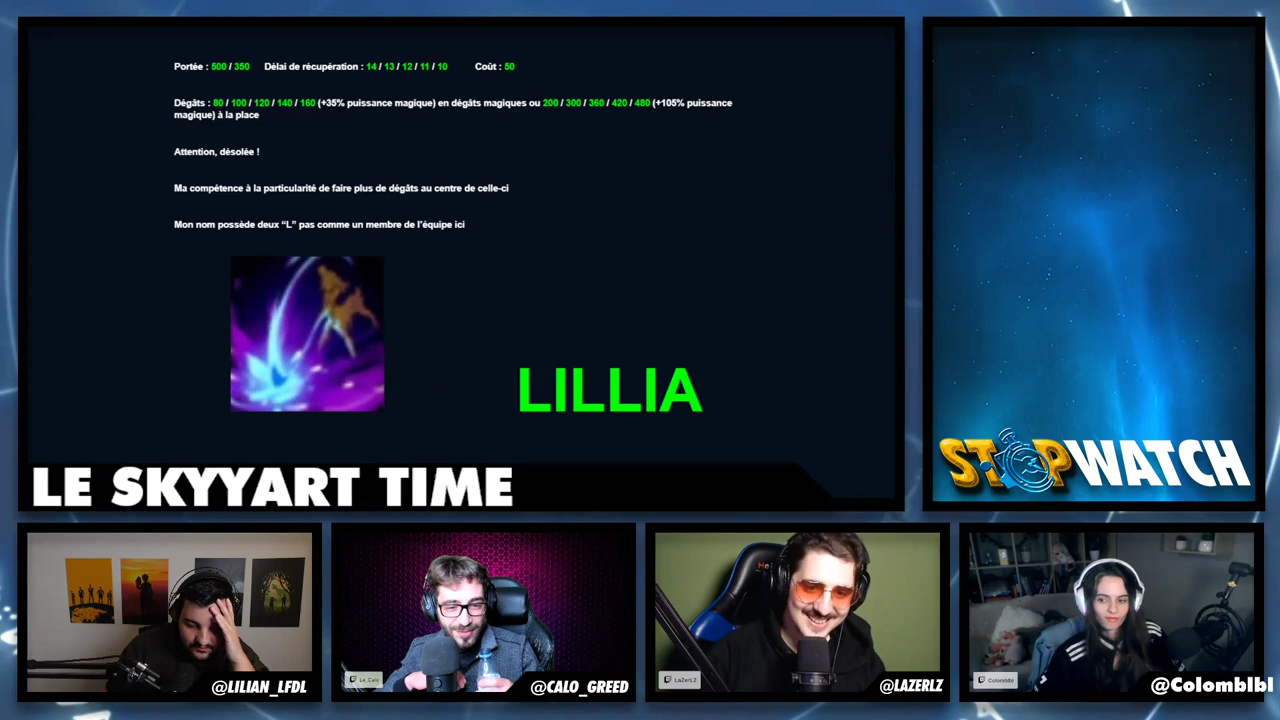 Portée : 500 / 350 Délai de récupération : 14 / 13 / 12 / 11 / 10 Coût : 50
Dégâts : 80 / 100 / 120 / 140 / 160 (+35% puissance magique) en dégâts magiques ou 200 / 300 / 360 / 420 / 480 (+105% puissance
magique) à la place
Attention, désolée !
Ma compétence à la particularité de faire plus de dégâts au centre de celle-ci
Mon nom possède deux “L” pas comme un membre de l’équipe ici
LILLIA
LE SKYYART TIME
STOPWATCH
@LILIAN_LFDL
Le_Calo
@CALO_GREED
LaZerLZ
@LAZERLZ
Colomblbl
@Colomblbl